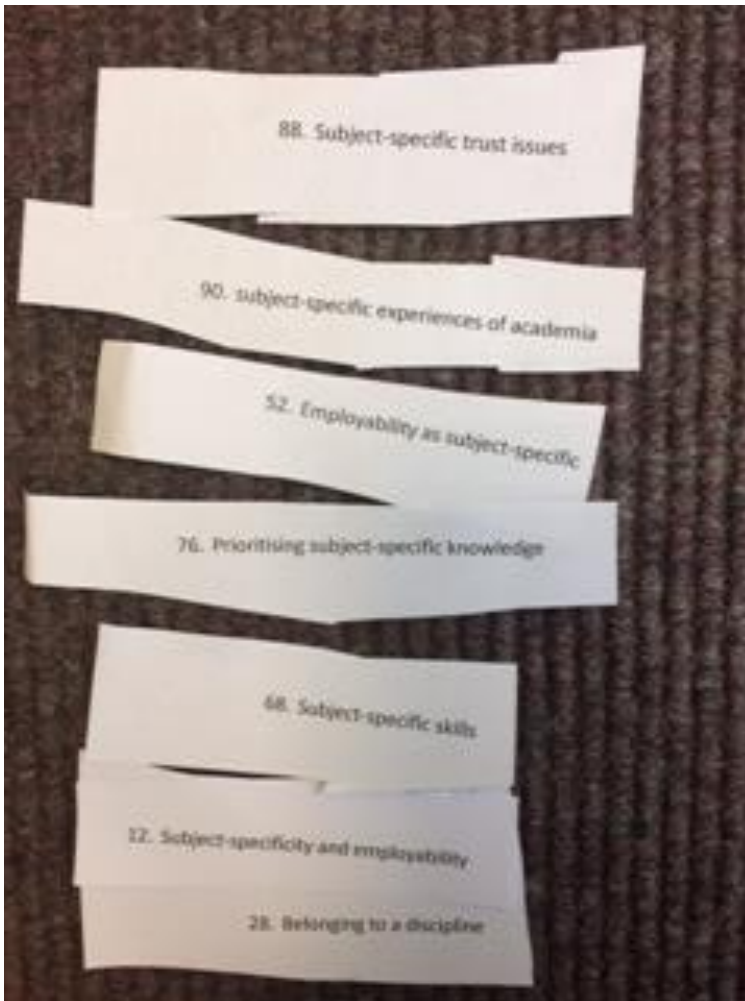 88. Subject-specific trust issues
90. subject-specific experiences of academia
52. Employability as subject-specific
76. Prioritising subject-specific knowledge
68. Subject-specific skills
12. Subject-specificity and employability
28. Belonging to a discipline